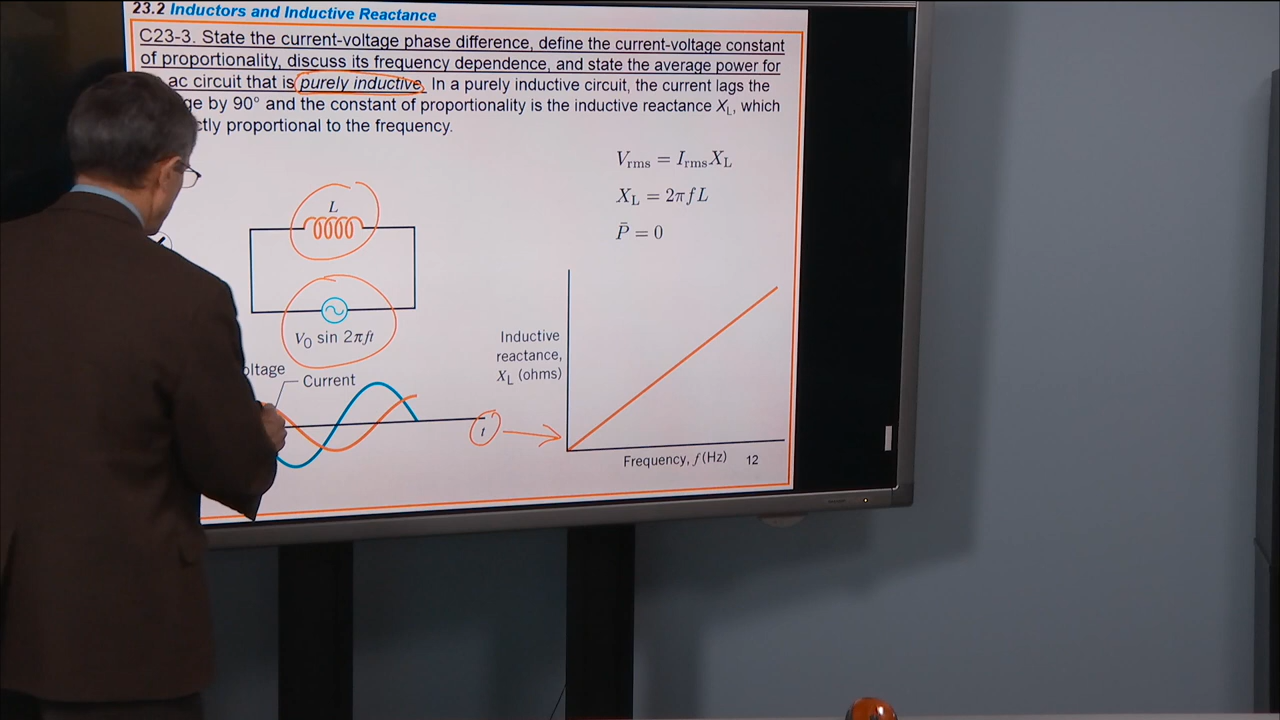 23.2 Inductors and Inductive Reactance
C23-3. State the current-voltage phase difference, define the current-voltage constant
of proportionality, discuss its frequency dependence, and state the average power for
ac circuit that is purely inductive. In a purely inductive circuit, the current lags the
by 90° and the constant of proportionality is the inductive reactance X_L, which
proportional to the frequency.
V_rms = I_rms X_L
X_L = 2πfL
P̄ = 0
L
V_0 sin 2πft
Current
t
Inductive
reactance,
X_L (ohms)
Frequency, f (Hz)
12